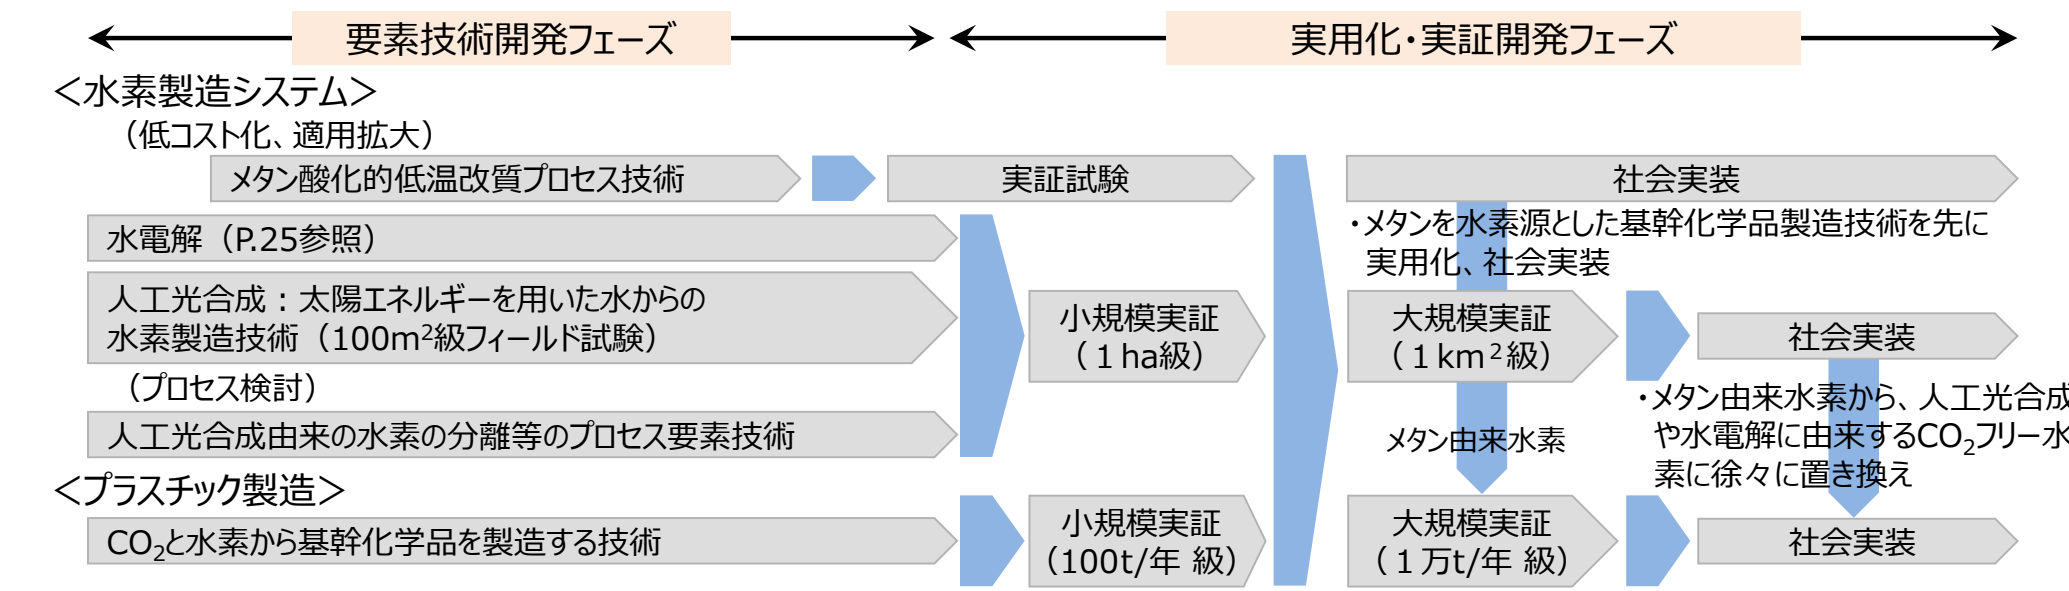 要素技術開発フェーズ
実用化・実証開発フェーズ
＜水素製造システム＞
（低コスト化、適用拡大）
メタン酸化的低温改質プロセス技術
実証試験
社会実装
水電解（P.25参照）
・メタンを水素源とした基幹化学品製造技術を先に
実用化、社会実装
人工光合成：太陽エネルギーを用いた水からの
水素製造技術（100m²級フィールド試験）
小規模実証
（１ha級）
大規模実証
（１km²級）
社会実装
（プロセス検討）
人工光合成由来の水素の分離等のプロセス要素技術
メタン由来水素
・メタン由来水素から、人工光合成
や水電解に由来するCO₂フリー水
素に徐々に置き換え
＜プラスチック製造＞
CO₂と水素から基幹化学品を製造する技術
小規模実証
（100t/年 級）
大規模実証
（１万t/年 級）
社会実装